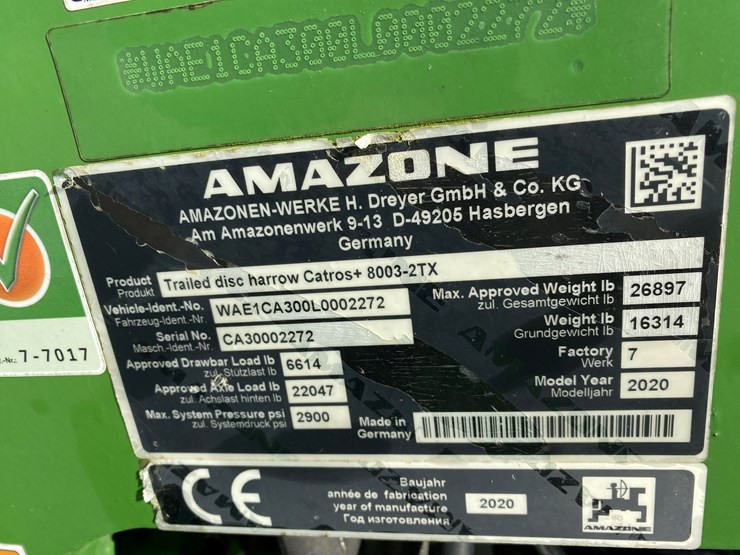 *WAE1CA300L0002272*
AMAZONE
AMAZONEN-WERKE H. Dreyer GmbH & Co. KG
Am Amazonenwerk 9-13 D-49205 Hasbergen
Germany
Product Trailed disc harrow Catros+ 8003-2TX
Produkt
Vehicle-Ident.-No. WAE1CA300L0002272
Fahrzeug-Ident.-Nr.
Serial No. CA30002272
Masch.-Ident.-Nr.
Approved Drawbar Load lb 6614
zul. Stützlast lb
Approved Axle Load lb 22047
zul. Achslast hinten lb
Max. System Pressure psi 2900
zul. Systemdruck psi
Max. Approved Weight lb 26897
zul. Gesamtgewicht lb
Weight lb 16314
Grundgewicht lb
Factory 7
Werk
Model Year 2020
Modelljahr
Made in
Germany
-Nr.: 7-7017
CE
Baujahr
année de fabrication
year of manufacture 2020
Год изготовления
AMAZONE